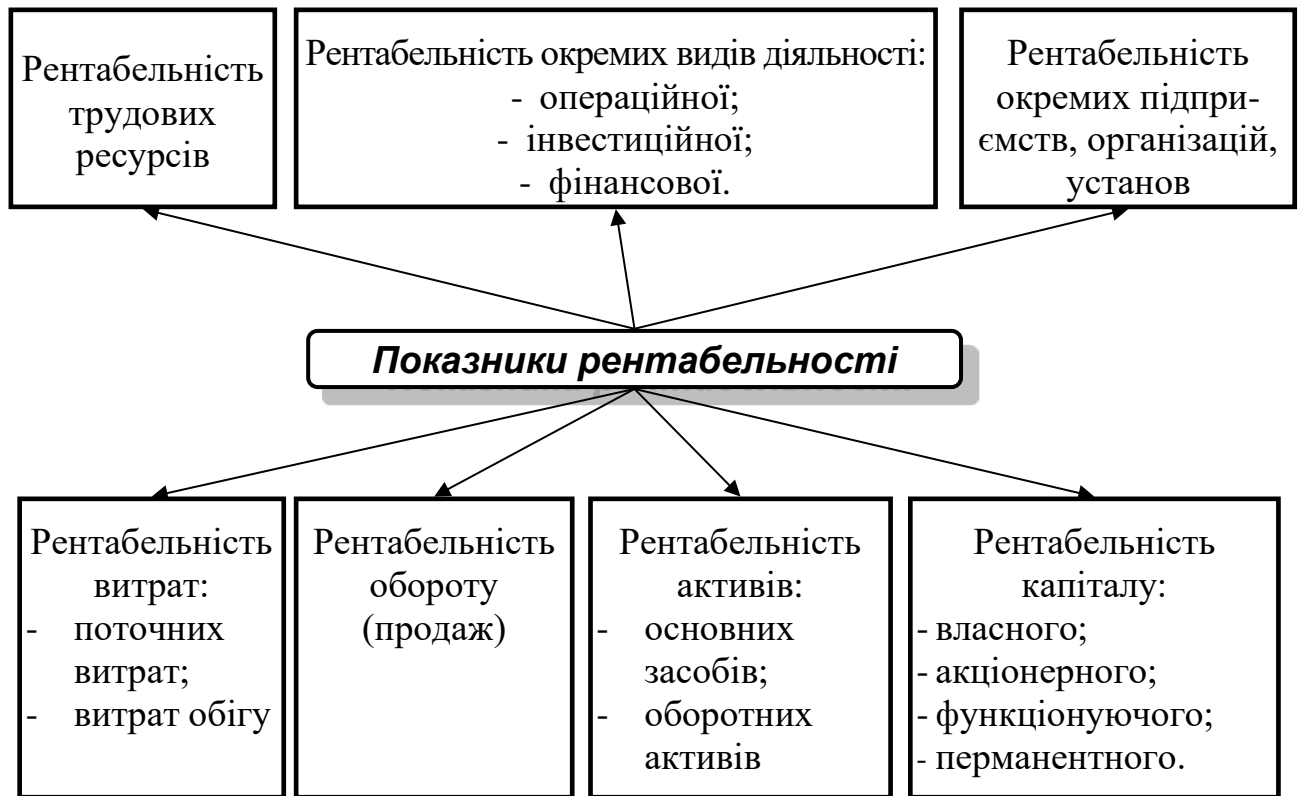 Рентабельність
трудових
ресурсів
Рентабельність окремих видів діяльності:
- операційної;
- інвестиційної;
- фінансової.
Рентабельність
окремих підпри-
ємств, організацій,
установ
Показники рентабельності
Рентабельність
витрат:
- поточних
витрат;
- витрат обігу
Рентабельність
обороту
(продаж)
Рентабельність
активів:
- основних
засобів;
- оборотних
активів
Рентабельність
капіталу:
- власного;
- акціонерного;
- функціонуючого;
- перманентного.